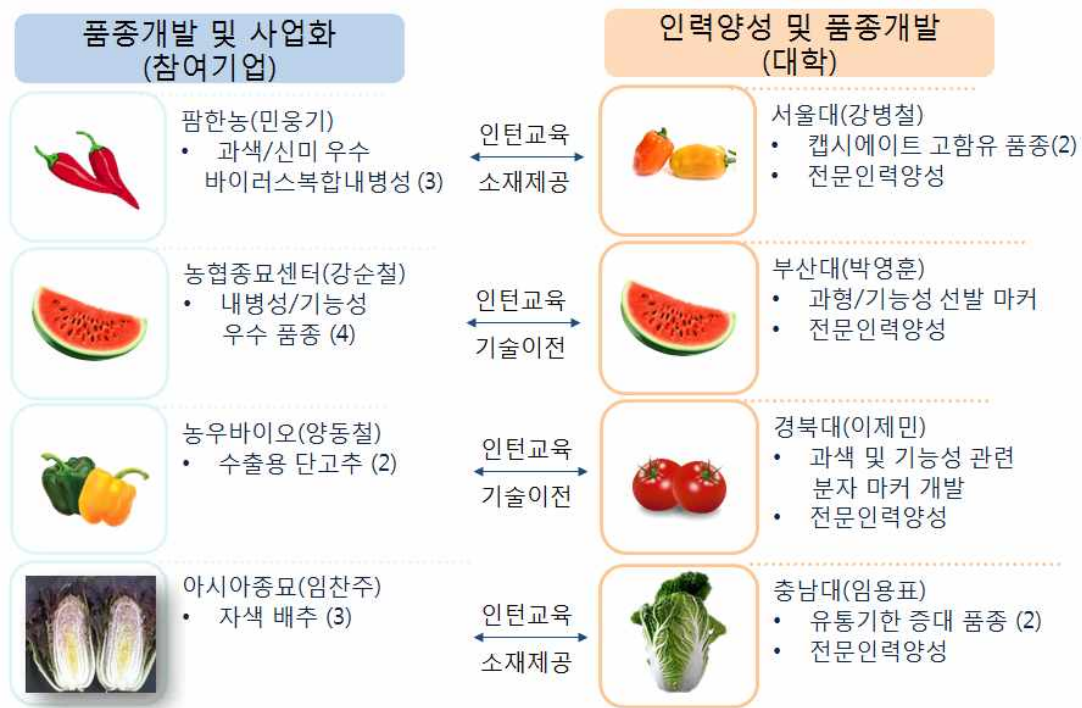 품종개발 및 사업화
(참여기업)
인력양성 및 품종개발
(대학)
팜한농(민웅기)
• 과색/신미 우수
바이러스복합내병성 (3)
인턴교육
소재제공
서울대(강병철)
• 캡시에이트 고함유 품종(2)
• 전문인력양성
농협종묘센터(강순철)
• 내병성/기능성
우수 품종 (4)
인턴교육
기술이전
부산대(박영훈)
• 과형/기능성 선발 마커
• 전문인력양성
농우바이오(양동철)
• 수출용 단고추 (2)
인턴교육
기술이전
경북대(이제민)
• 과색 및 기능성 관련
분자 마커 개발
• 전문인력양성
아시아종묘(임찬주)
• 자색 배추 (3)
인턴교육
소재제공
충남대(임용표)
• 유통기한 증대 품종 (2)
• 전문인력양성